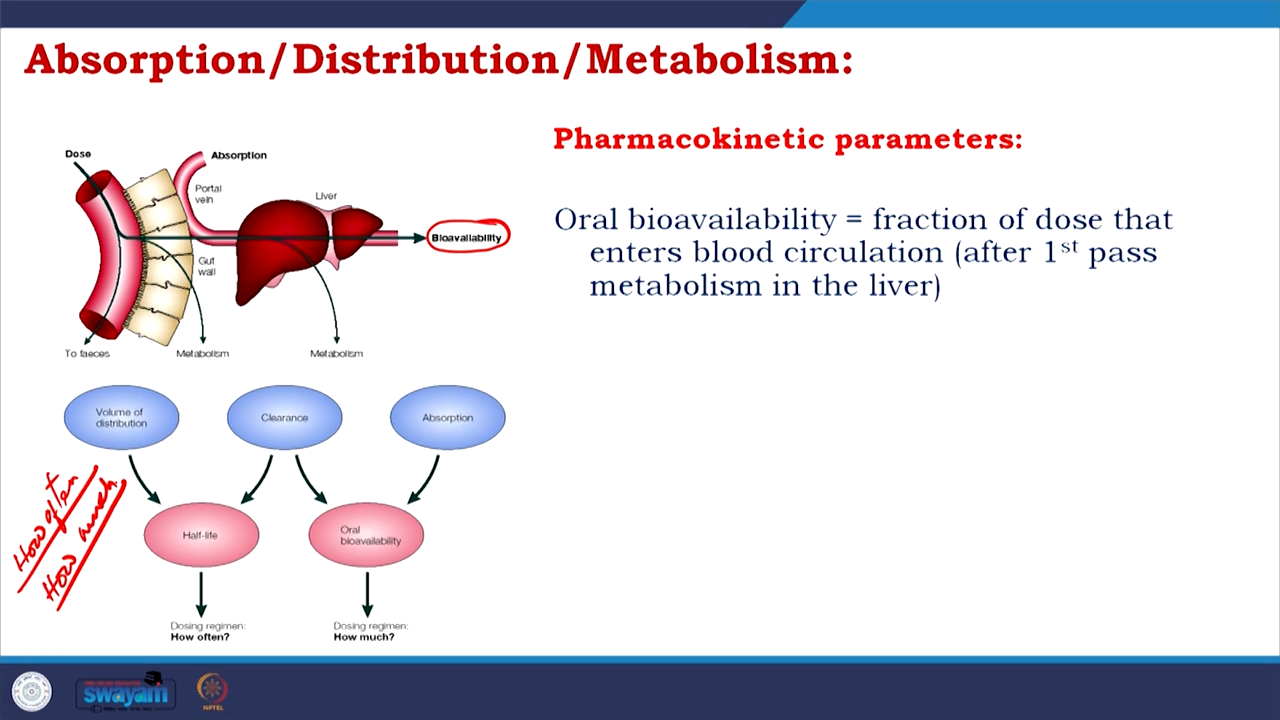 Absorption/Distribution/Metabolism:
Dose
Absorption
Portal
vein
Liver
Bioavailability
Gut
wall
To faeces
Metabolism
Metabolism
Pharmacokinetic parameters:
Oral bioavailability = fraction of dose that
enters blood circulation (after 1st pass
metabolism in the liver)
Volume of
distribution
Clearance
Absorption
How often
How much
Half-life
Oral
bioavailability
Dosing regimen:
How often?
Dosing regimen:
How much?
swayam
NPTEL